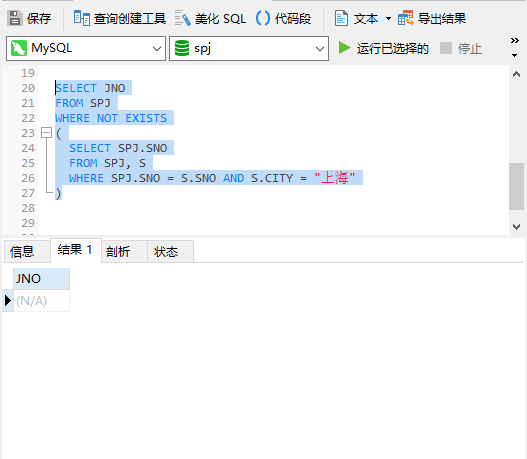 保存 查询创建工具 美化 SQL 代码段 文本 导出结果
MySQL spj 运行已选择的 停止
19
20 SELECT JNO
21 FROM SPJ
22 WHERE NOT EXISTS
23 (
24 SELECT SPJ.SNO
25 FROM SPJ, S
26 WHERE SPJ.SNO = S.SNO AND S.CITY = "上海"
27 )
28
29
信息 结果 1 剖析 状态
JNO
(N/A)